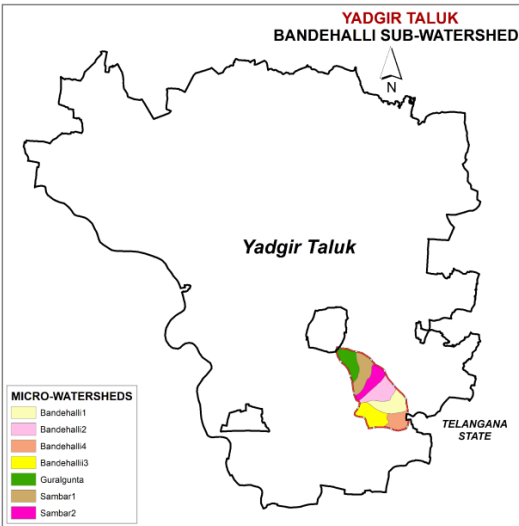 YADGIR TALUK
BANDEHALLI SUB-WATERSHED
N
Yadgir Taluk
TELANGANA
STATE
MICRO-WATERSHEDS
Bandehalli1
Bandehalli2
Bandehalli4
Bandehallii3
Guralgunta
Sambar1
Sambar2